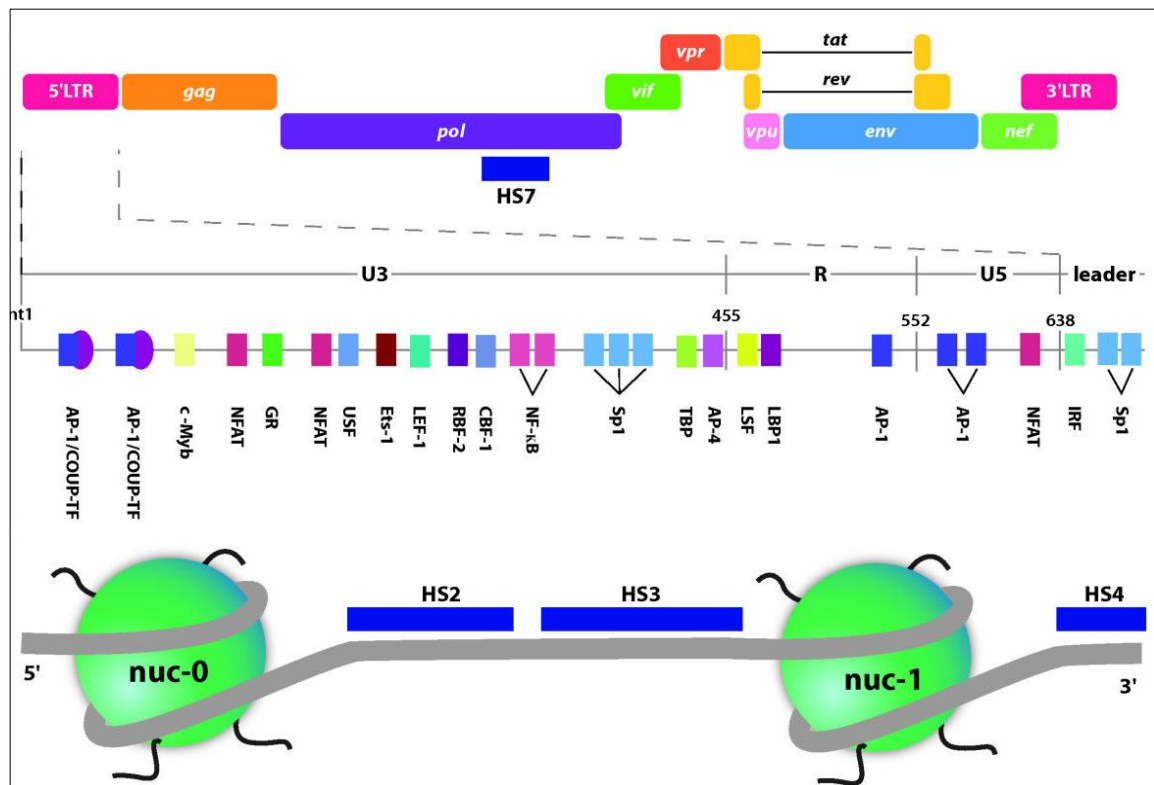 vpr
tat
5'LTR
gag
vif
rev
3'LTR
pol
vpu
env
nef
HS7
U3
R
U5
leader
nt1
455
552
638
AP-1/COUP-TF
AP-1/COUP-TF
c-Myb
NFAT
GR
NFAT
USF
Ets-1
LEF-1
RBF-2
CBF-1
NF-κB
Sp1
TBP
AP-4
LSF
LBP1
AP-1
AP-1
NFAT
IRF
Sp1
HS2
HS3
HS4
5'
nuc-0
nuc-1
3'